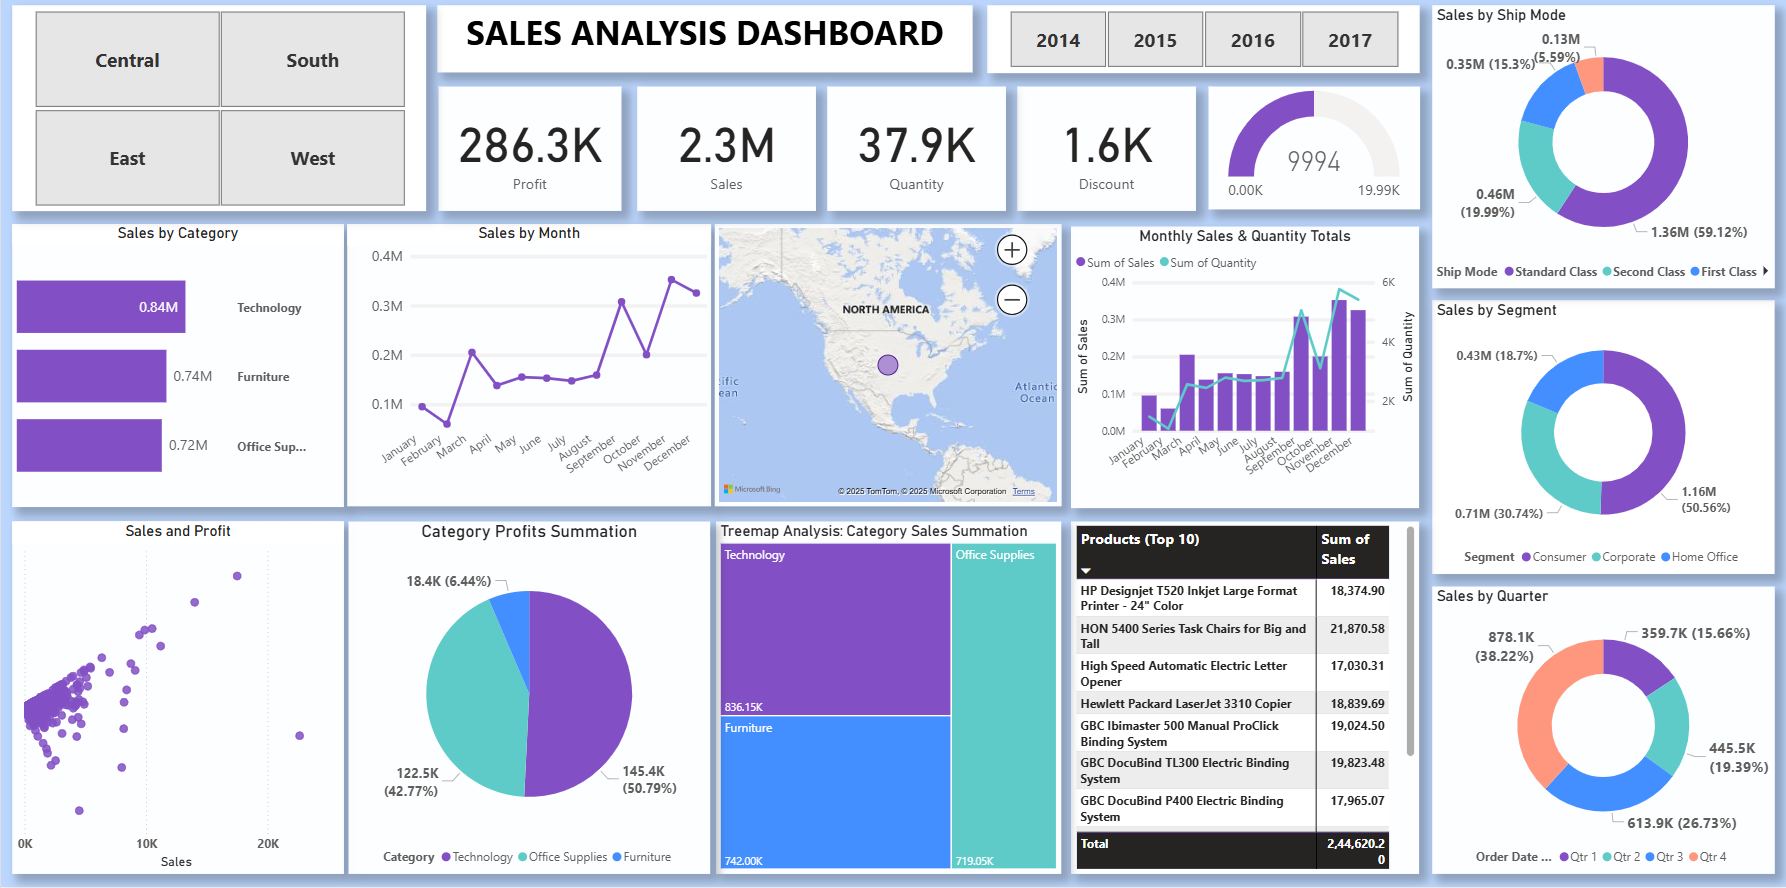 Central
South
East
West
SALES ANALYSIS DASHBOARD
2014
2015
2016
2017
286.3K
Profit
2.3M
Sales
37.9K
Quantity
1.6K
Discount
9994
0.00K
19.99K
Sales by Ship Mode
0.13M
(5.59%)
0.35M (15.3%)
0.46M
(19.99%)
1.36M (59.12%)
Ship Mode
Standard Class
Second Class
First Class
Sales by Category
0.84M
Technology
0.74M
Furniture
0.72M
Office Sup...
Sales by Month
0.4M
0.3M
0.2M
0.1M
January
February
March
April
May
June
July
August
September
October
November
December
NORTH AMERICA
ific
ean
Atlantic
Ocean
Microsoft Bing
© 2025 TomTom, © 2025 Microsoft Corporation Terms
Monthly Sales & Quantity Totals
Sum of Sales
Sum of Quantity
Sum of Sales
0.4M
0.3M
0.2M
0.1M
0.0M
6K
4K
2K
Sum of Quantity
January
February
March
April
May
June
July
August
September
October
November
December
Sales by Segment
0.43M (18.7%)
0.71M (30.74%)
1.16M
(50.56%)
Segment
Consumer
Corporate
Home Office
Sales and Profit
0K
10K
20K
Sales
Category Profits Summation
18.4K (6.44%)
122.5K
(42.77%)
145.4K
(50.79%)
Category
Technology
Office Supplies
Furniture
Treemap Analysis: Category Sales Summation
Technology
836.15K
Furniture
742.00K
Office Supplies
719.05K
Products (Top 10)
Sum of
Sales
HP Designjet T520 Inkjet Large Format
Printer - 24" Color
18,374.90
HON 5400 Series Task Chairs for Big and
Tall
21,870.58
High Speed Automatic Electric Letter
Opener
17,030.31
Hewlett Packard LaserJet 3310 Copier
18,839.69
GBC Ibimaster 500 Manual ProClick
Binding System
19,024.50
GBC DocuBind TL300 Electric Binding
System
19,823.48
GBC DocuBind P400 Electric Binding
System
17,965.07
Total
2,44,620.2
0
Sales by Quarter
878.1K
(38.22%)
359.7K (15.66%)
445.5K
(19.39%)
613.9K (26.73%)
Order Date ...
Qtr 1
Qtr 2
Qtr 3
Qtr 4